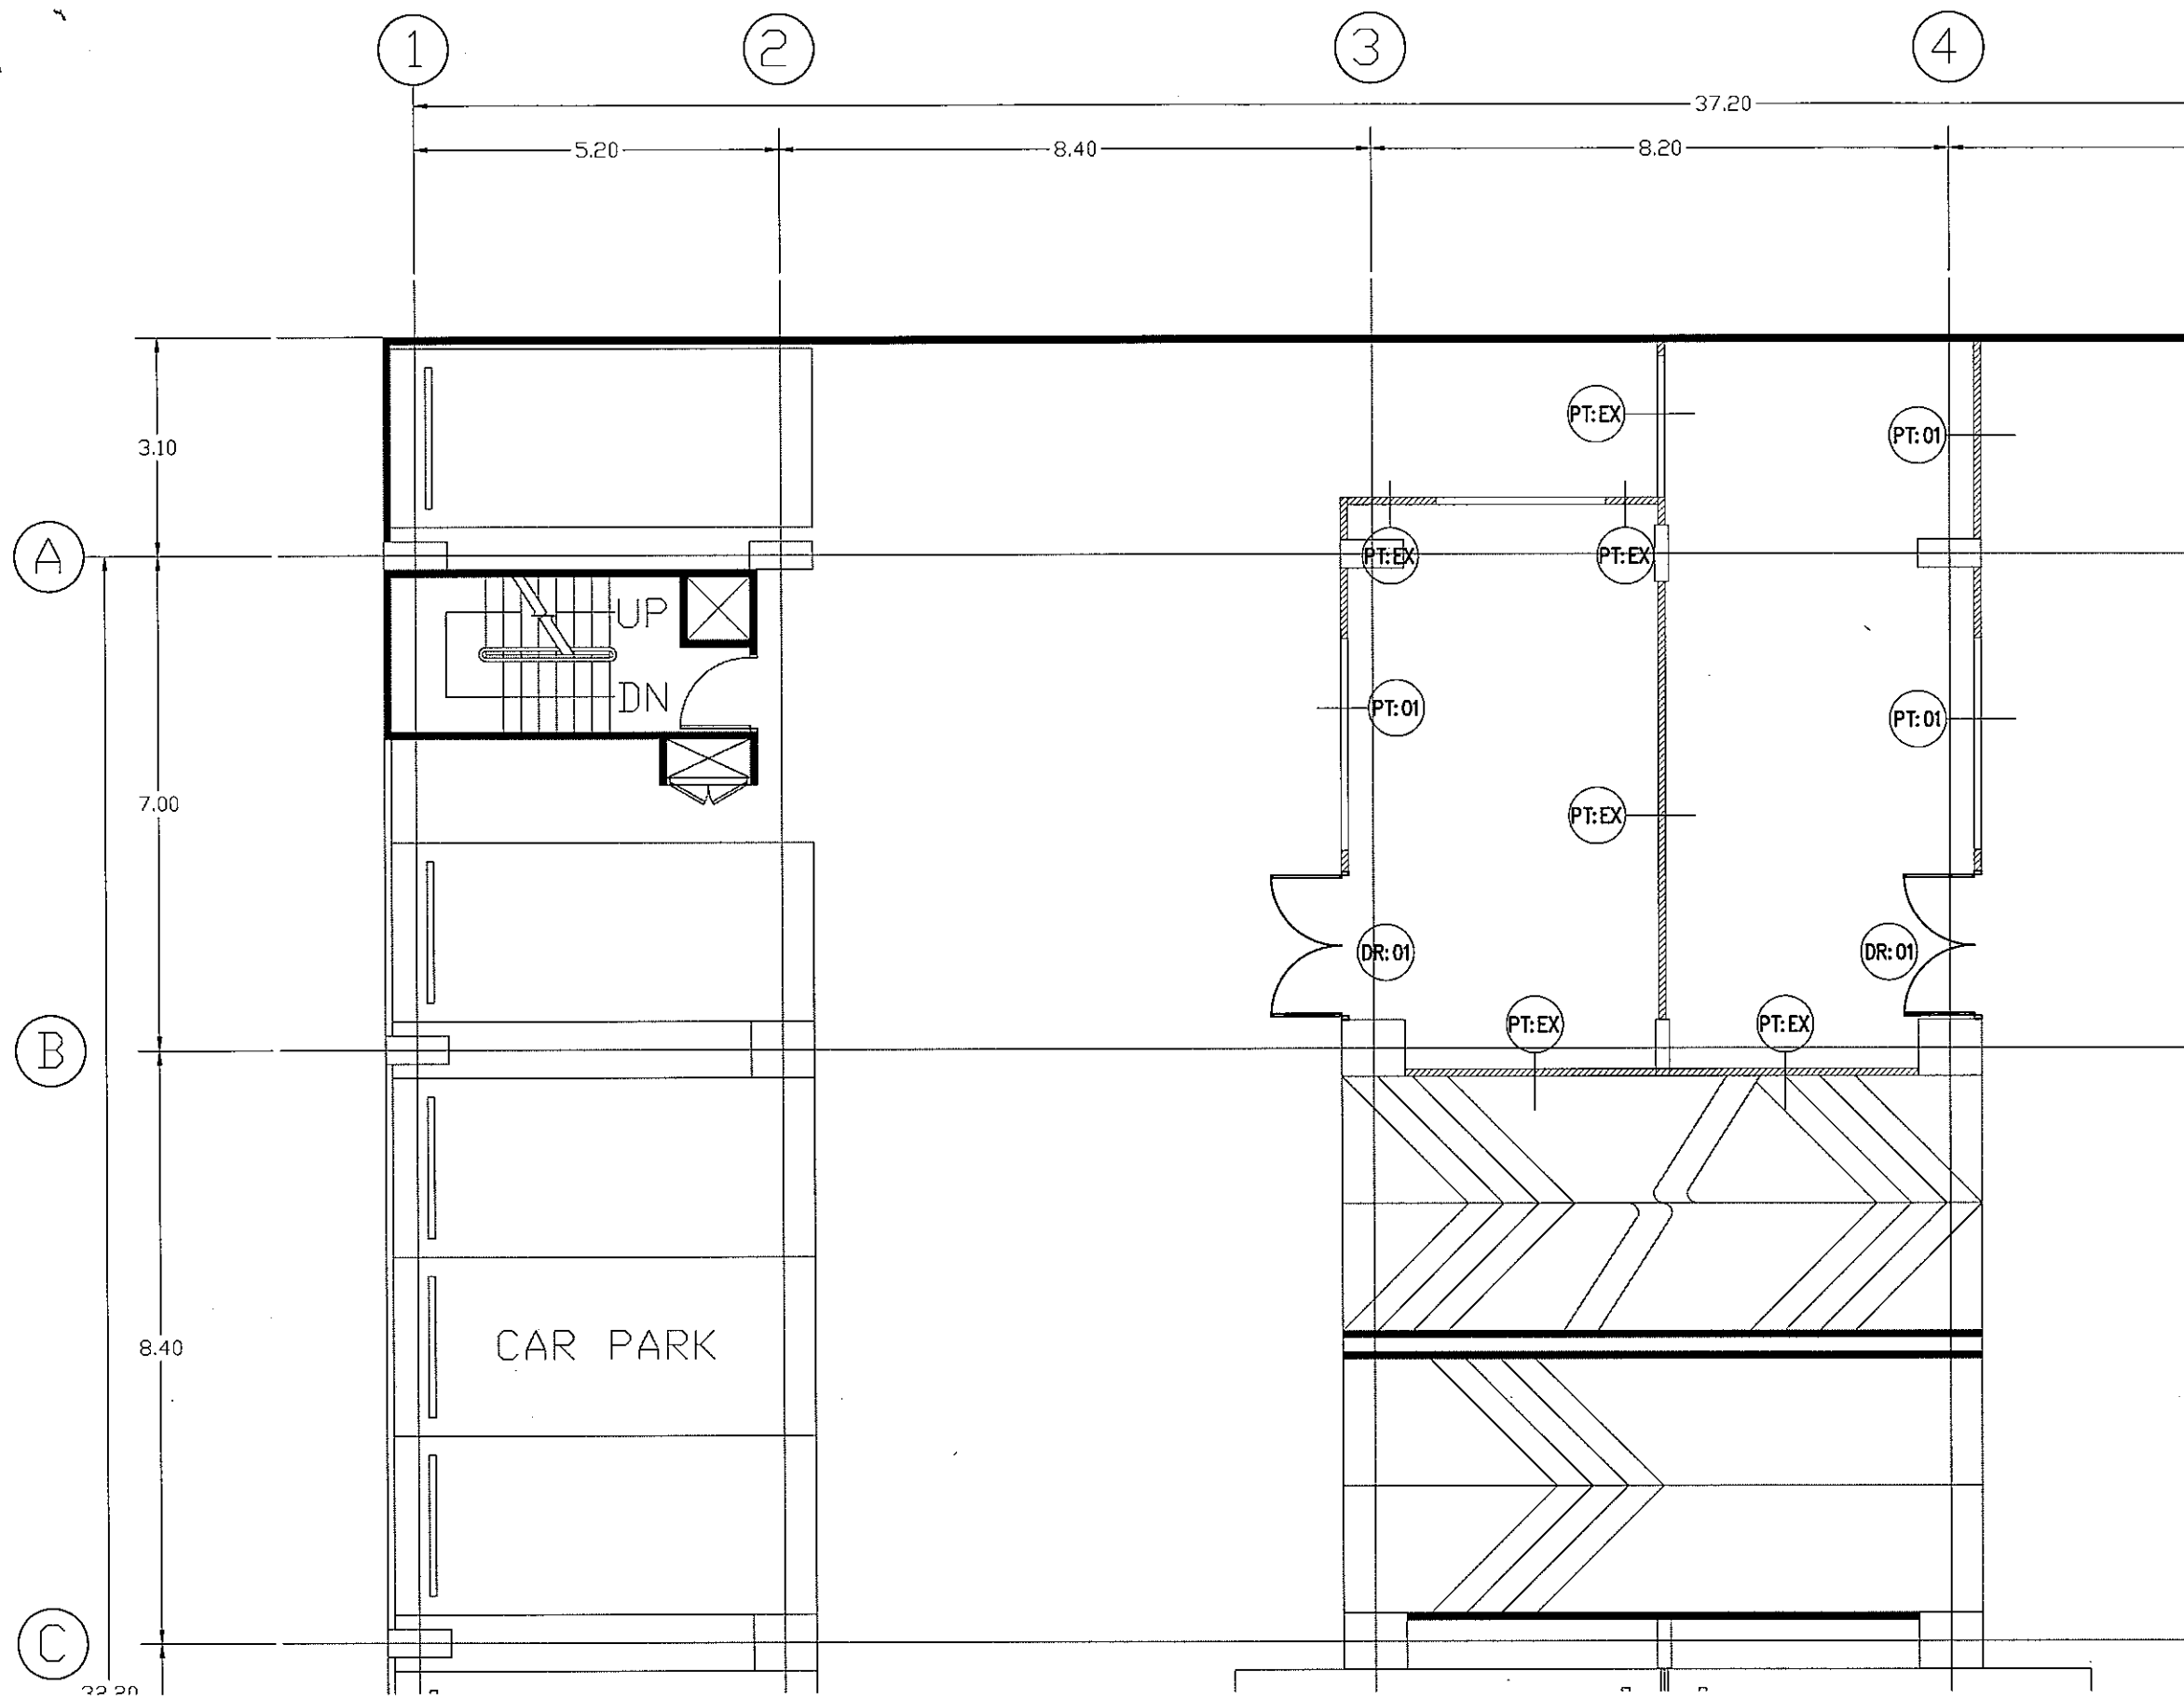 1 2 3 4
37.20
5.20 8.40 8.20
PT:EX
PT:01
3.10
A
PT:EX PT:EX
UP
DN
PT:01 PT:01
7.00
PT:EX
DR:01 DR:01
PT:EX PT:EX
B
8.40
CAR PARK
C